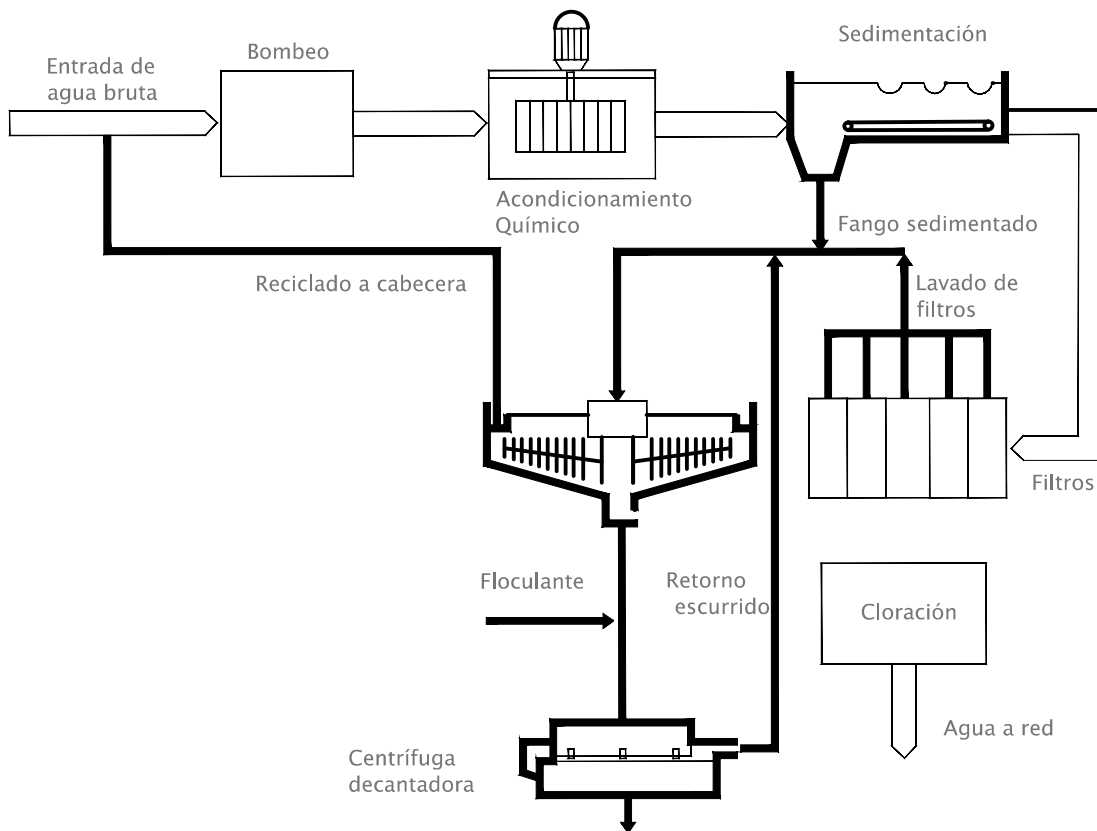 Entrada de
agua bruta
Bombeo
Acondicionamiento
Químico
Sedimentación
Fango sedimentado
Reciclado a cabecera
Lavado de
filtros
Filtros
Floculante
Retorno
escurrido
Cloración
Agua a red
Centrífuga
decantadora